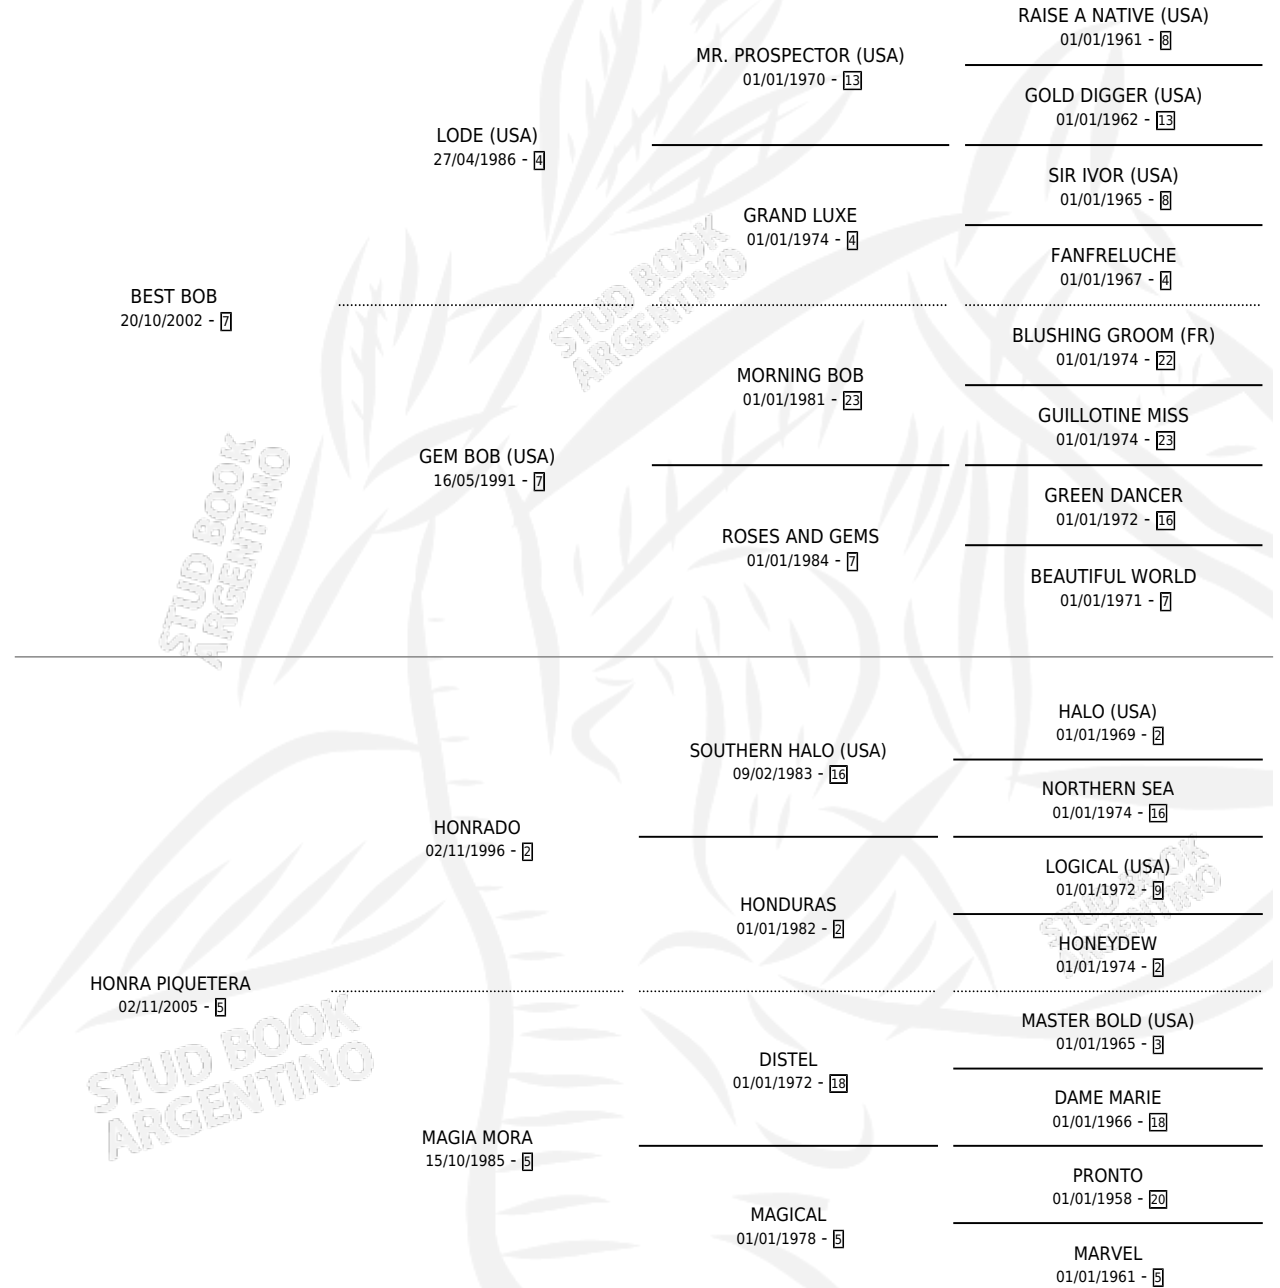 RAISE A NATIVE (USA)
01/01/1961 - 8
MR. PROSPECTOR (USA)
01/01/1970 - 13
GOLD DIGGER (USA)
01/01/1962 - 13
LODE (USA)
27/04/1986 - 4
SIR IVOR (USA)
01/01/1965 - 8
GRAND LUXE
01/01/1974 - 4
FANFRELUCHE
01/01/1967 - 4
BEST BOB
20/10/2002 - 7
STUD BOOK
ARGENTINO
BLUSHING GROOM (FR)
01/01/1974 - 22
MORNING BOB
01/01/1981 - 23
GUILLOTINE MISS
01/01/1974 - 23
GEM BOB (USA)
16/05/1991 - 7
GREEN DANCER
01/01/1972 - 16
ROSES AND GEMS
01/01/1984 - 7
BEAUTIFUL WORLD
01/01/1971 - 7
STUD BOOK
ARGENTINO
HALO (USA)
01/01/1969 - 2
SOUTHERN HALO (USA)
09/02/1983 - 16
NORTHERN SEA
01/01/1974 - 16
HONRADO
02/11/1996 - 2
LOGICAL (USA)
01/01/1972 - 9
HONDURAS
01/01/1982 - 2
HONEYDEW
01/01/1974 - 2
STUD BOOK
ARGENTINO
HONRA PIQUETERA
02/11/2005 - 5
MASTER BOLD (USA)
01/01/1965 - 3
DISTEL
01/01/1972 - 18
DAME MARIE
01/01/1966 - 18
STUD BOOK
ARGENTINO
MAGIA MORA
15/10/1985 - 5
PRONTO
01/01/1958 - 20
MAGICAL
01/01/1978 - 5
MARVEL
01/01/1961 - 5